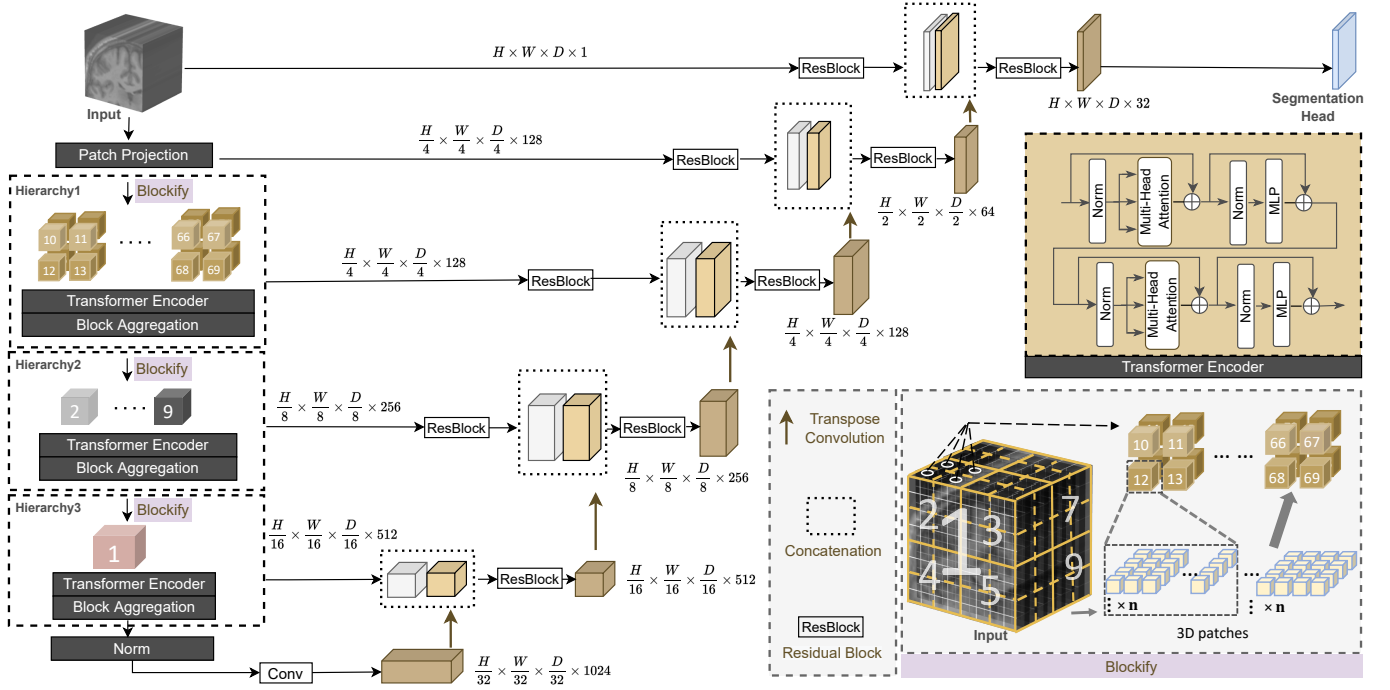 H × W × D × 1
ResBlock
ResBlock
H × W × D × 32
Input
Segmentation
Head
Patch Projection
H/4 × W/4 × D/4 × 128
ResBlock
ResBlock
H/2 × W/2 × D/2 × 64
Hierarchy1
Blockify
10 11 66 67
12 13 68 69
Transformer Encoder
Block Aggregation
H/4 × W/4 × D/4 × 128
ResBlock
ResBlock
H/4 × W/4 × D/4 × 128
Hierarchy2
Blockify
2 9
Transformer Encoder
Block Aggregation
H/8 × W/8 × D/8 × 256
ResBlock
ResBlock
H/8 × W/8 × D/8 × 256
Hierarchy3
Blockify
1
Transformer Encoder
Block Aggregation
H/16 × W/16 × D/16 × 512
ResBlock
H/16 × W/16 × D/16 × 512
Norm
Conv
H/32 × W/32 × D/32 × 1024
Norm
Multi-Head
Attention
Norm
MLP
Norm
Multi-Head
Attention
Norm
MLP
Transformer Encoder
Transpose
Convolution
Concatenation
ResBlock
Residual Block
1
2 3 7
4 5 9
Input
10 11 66 67
12 13 68 69
× n
× n
3D patches
Blockify